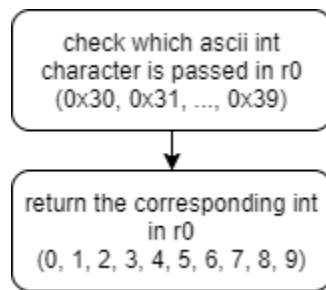 check which ascii int
character is passed in r0
(0x30, 0x31, ..., 0x39)
return the corresponding int
in r0
(0, 1, 2, 3, 4, 5, 6, 7, 8, 9)